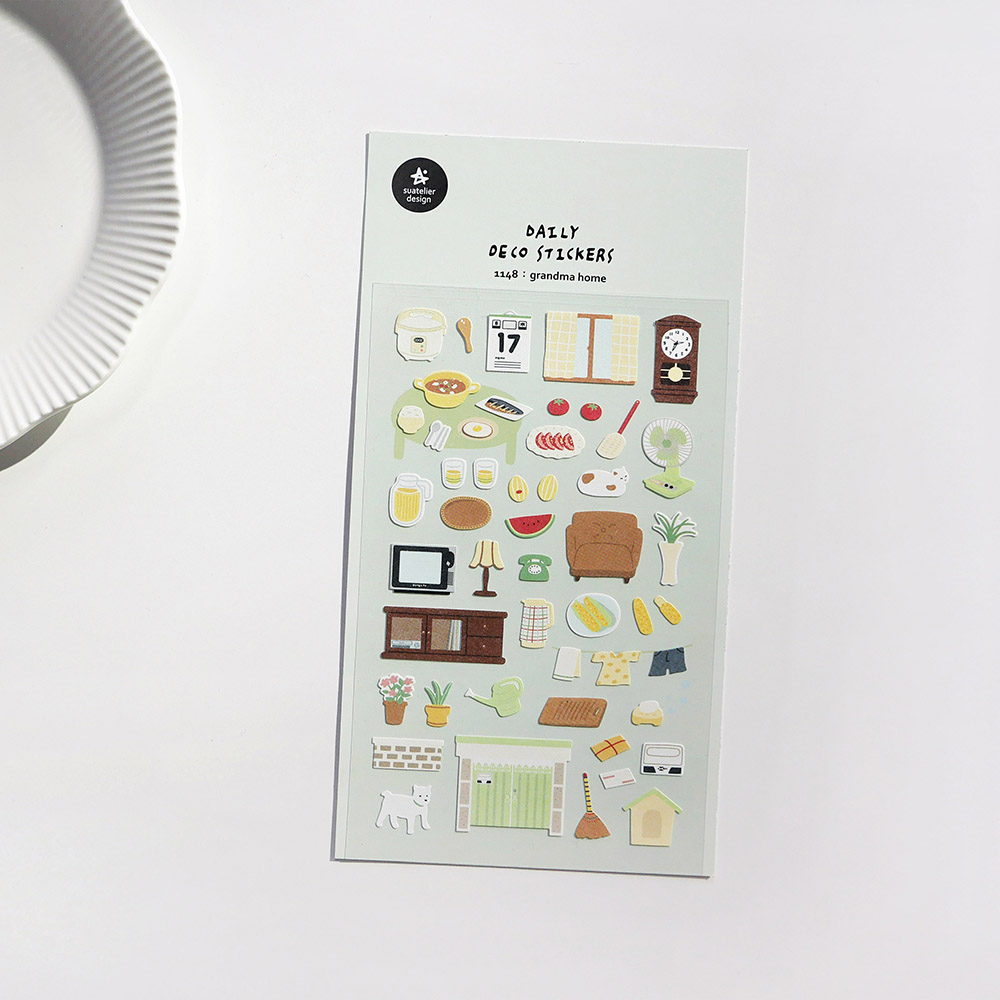 suatelier
design
DAILY
DECO STICKERS
1148 : grandma home
17